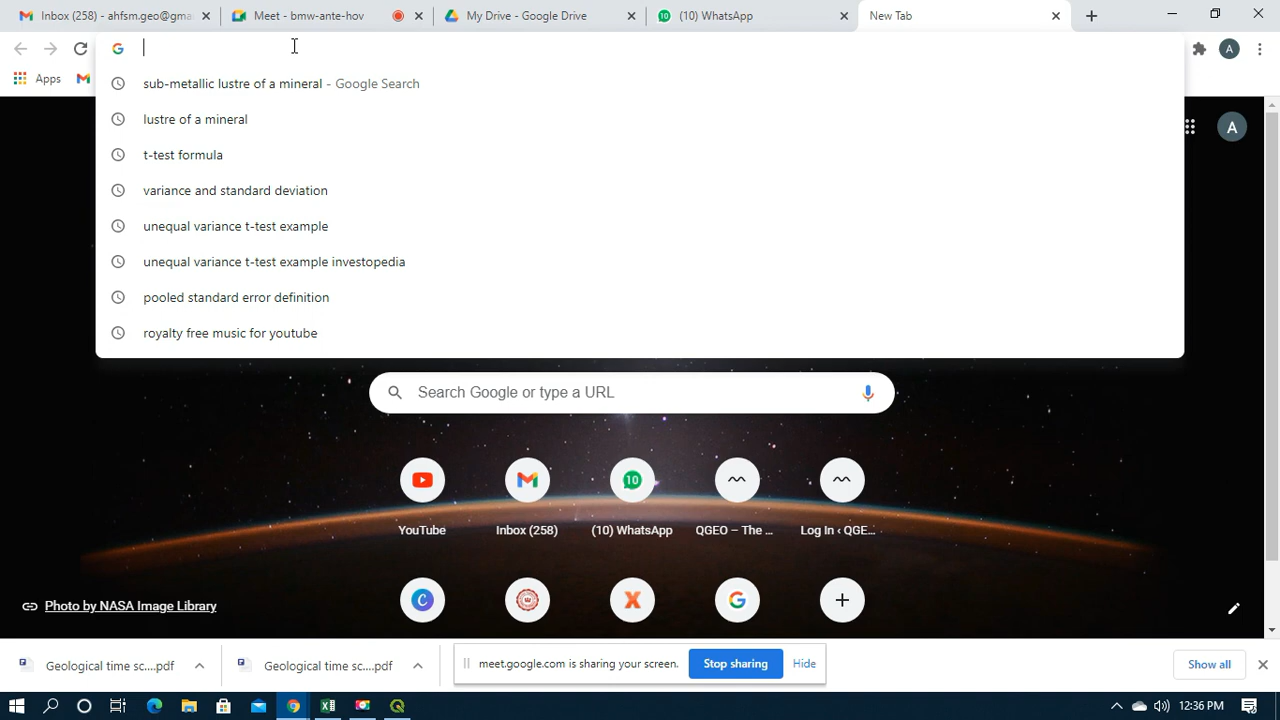 Inbox (258) - ahfsm.geo@gma
Meet - bmw-ante-hov
My Drive - Google Drive
(10) WhatsApp
New Tab
Apps
A
sub-metallic lustre of a mineral - Google Search
lustre of a mineral
t-test formula
variance and standard deviation
unequal variance t-test example
unequal variance t-test example investopedia
pooled standard error definition
royalty free music for youtube
A
Search Google or type a URL
10
YouTube
Inbox (258)
(10) WhatsApp
QGEO – The ...
Log In ‹ QGE...
Photo by NASA Image Library
Geological time sc....pdf
Geological time sc....pdf
meet.google.com is sharing your screen.
Stop sharing
Hide
Show all
12:36 PM